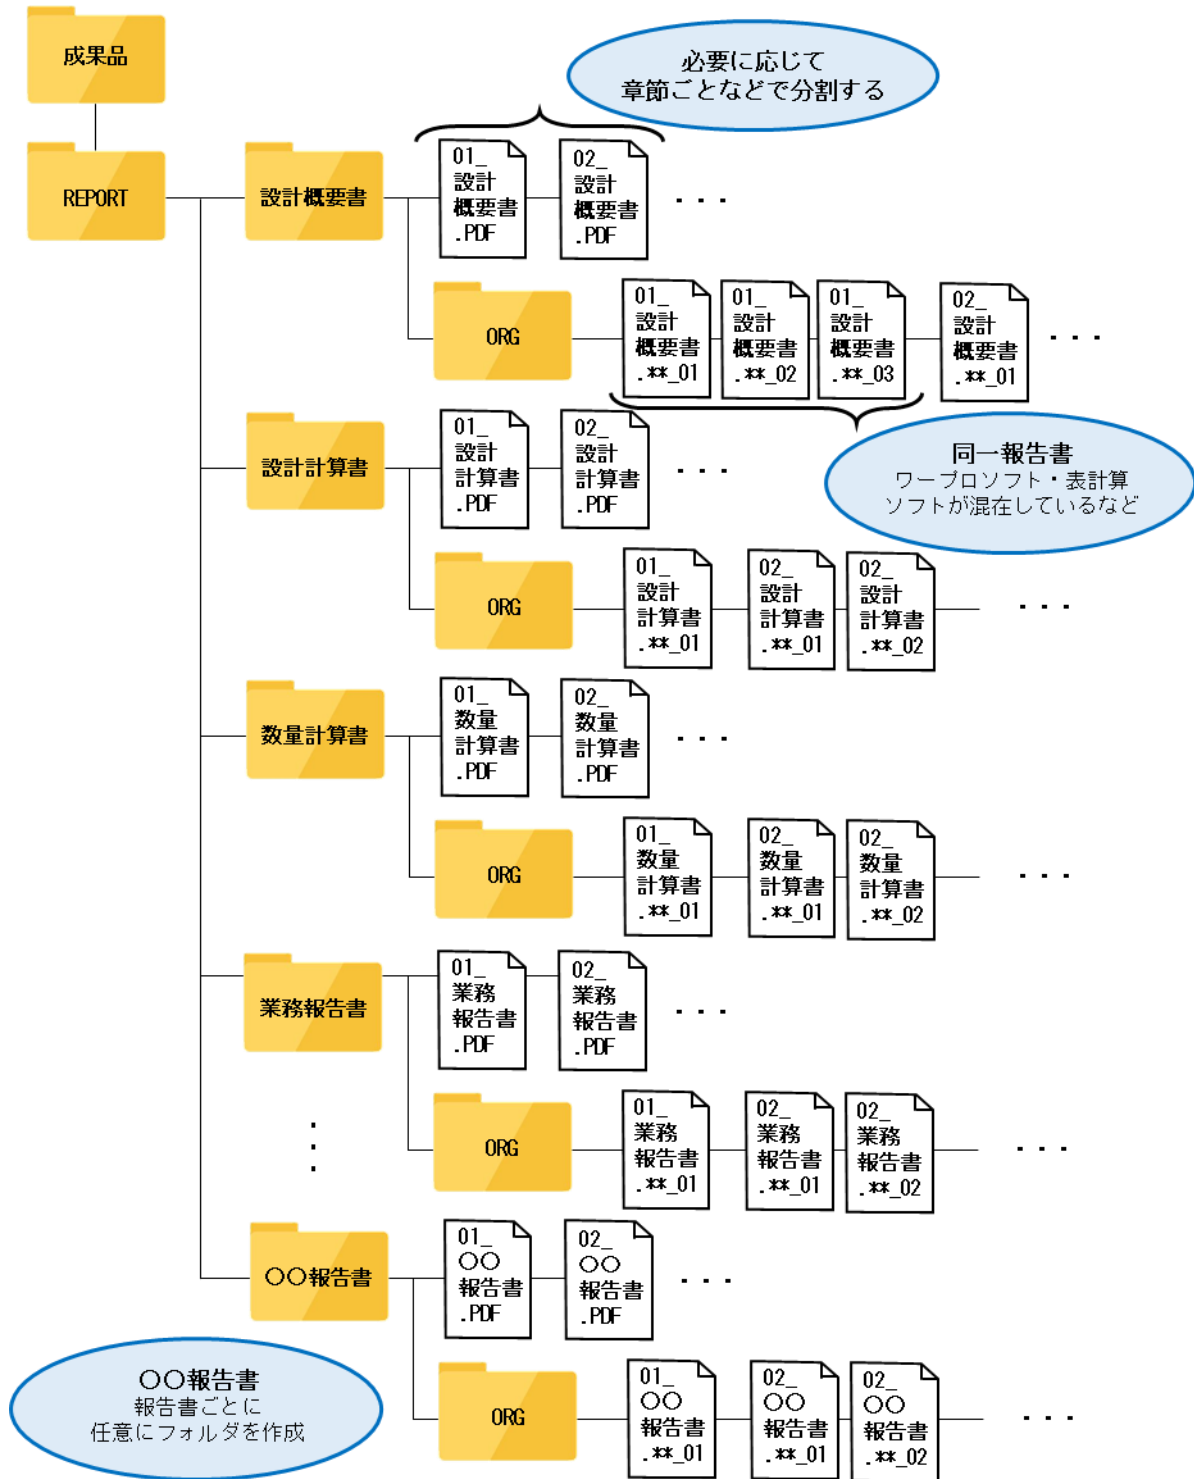 成果品
必要に応じて
章節ごとなどで分割する
REPORT
設計概要書
01_
設計
概要書
.PDF
02_
設計
概要書
.PDF
・・・
ORG
01_
設計
概要書
.**_01
01_
設計
概要書
.**_02
01_
設計
概要書
.**_03
02_
設計
概要書
.**_01
・・・
同一報告書
ワープロソフト・表計算
ソフトが混在しているなど
設計計算書
01_
設計
計算書
.PDF
02_
設計
計算書
.PDF
・・・
ORG
01_
設計
計算書
.**_01
02_
設計
計算書
.**_01
02_
設計
計算書
.**_02
・・・
数量計算書
01_
数量
計算書
.PDF
02_
数量
計算書
.PDF
・・・
ORG
01_
数量
計算書
.**_01
02_
数量
計算書
.**_01
02_
数量
計算書
.**_02
・・・
業務報告書
01_
業務
報告書
.PDF
02_
業務
報告書
.PDF
・・・
ORG
01_
業務
報告書
.**_01
02_
業務
報告書
.**_01
02_
業務
報告書
.**_02
・・・
〇〇報告書
01_
〇〇
報告書
.PDF
02_
〇〇
報告書
.PDF
・・・
ORG
01_
〇〇
報告書
.**_01
02_
〇〇
報告書
.**_01
02_
〇〇
報告書
.**_02
・・・
〇〇報告書
報告書ごとに
任意にフォルダを作成